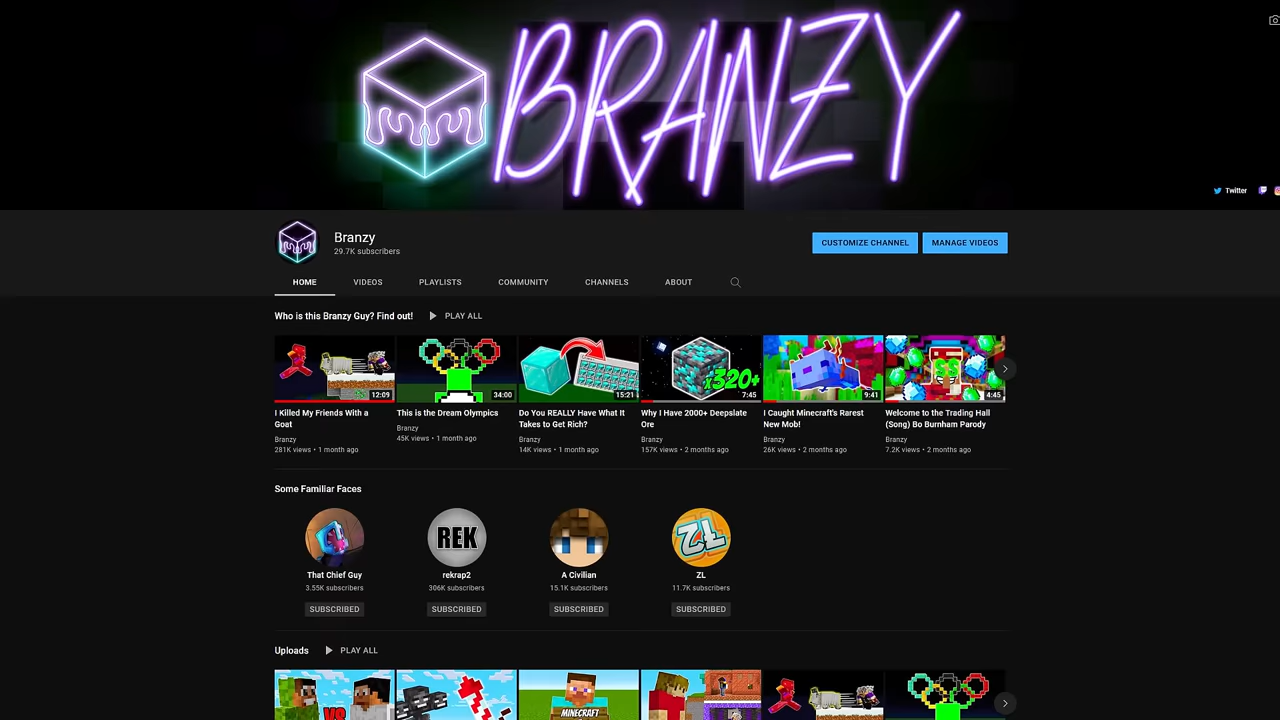 BRANZY
Twitter
Branzy
29.7K subscribers
CUSTOMIZE CHANNEL
MANAGE VIDEOS
HOME VIDEOS PLAYLISTS COMMUNITY CHANNELS ABOUT
Who is this Branzy Guy? Find out!
PLAY ALL
12:09
I Killed My Friends With a
Goat
Branzy
281K views • 1 month ago
34:00
This is the Dream Olympics
Branzy
45K views • 1 month ago
15:21
Do You REALLY Have What It
Takes to Get Rich?
Branzy
14K views • 1 month ago
x320+
7:45
Why I Have 2000+ Deepslate
Ore
Branzy
157K views • 2 months ago
9:41
I Caught Minecraft's Rarest
New Mob!
Branzy
26K views • 2 months ago
4:45
Welcome to the Trading Hall
(Song) Bo Burnham Parody
Branzy
7.2K views • 2 months ago
Some Familiar Faces
That Chief Guy
3.55K subscribers
SUBSCRIBED
REK
rekrap2
306K subscribers
SUBSCRIBED
A Civilian
15.1K subscribers
SUBSCRIBED
ZL
ZL
11.7K subscribers
SUBSCRIBED
Uploads
PLAY ALL
VS
MINECRAFT